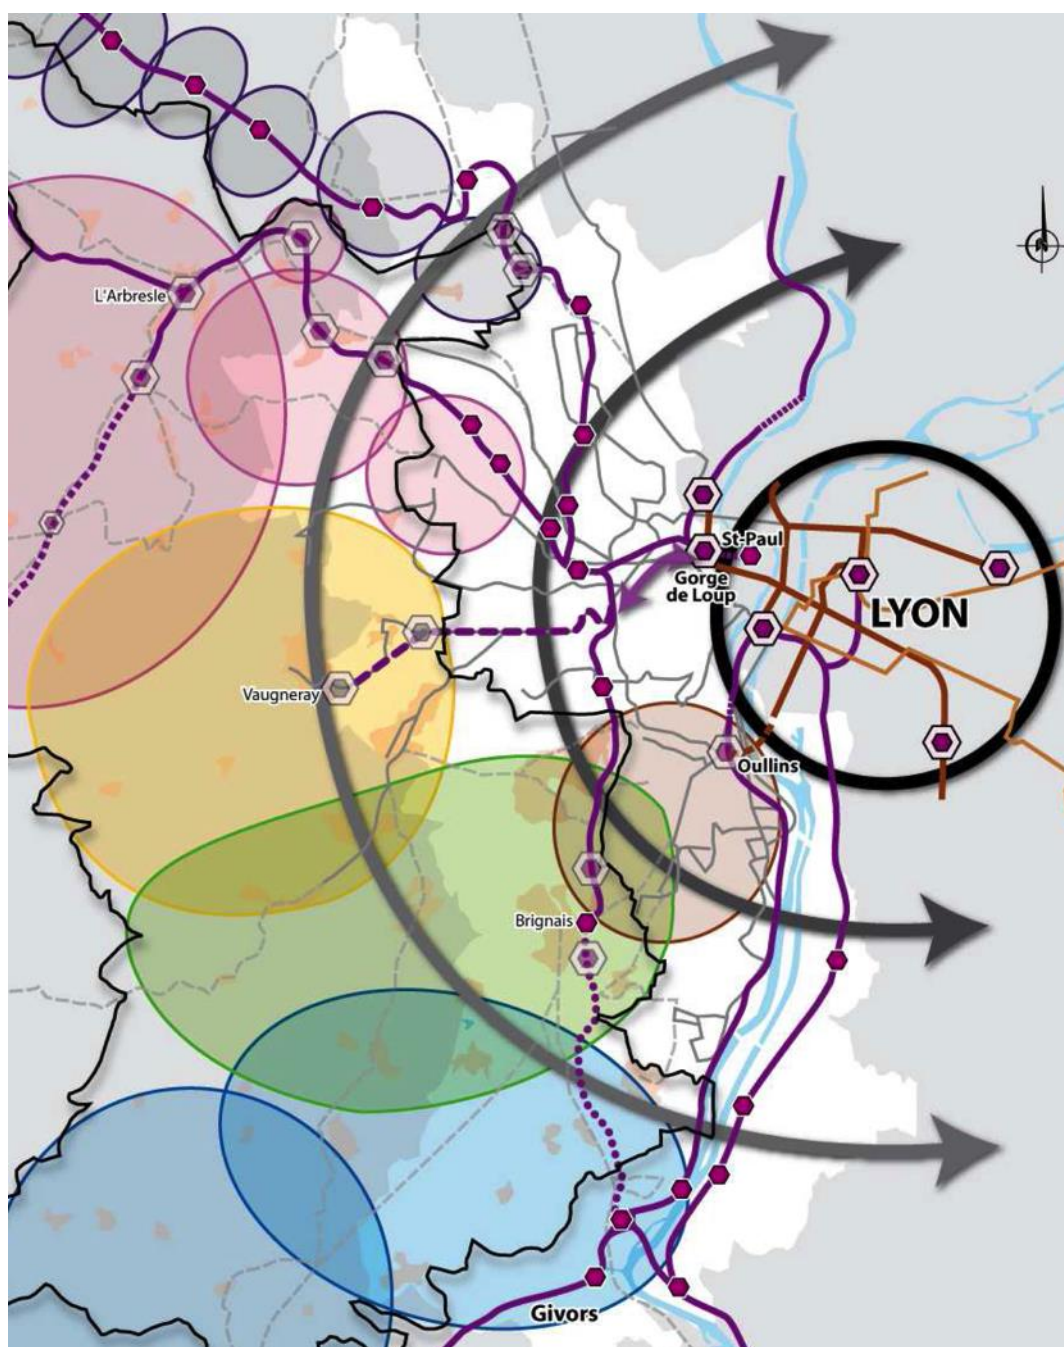 L'Arbresle
St-Paul
Gorge
de Loup
LYON
Vaugneray
Oullins
Brignais
Givors